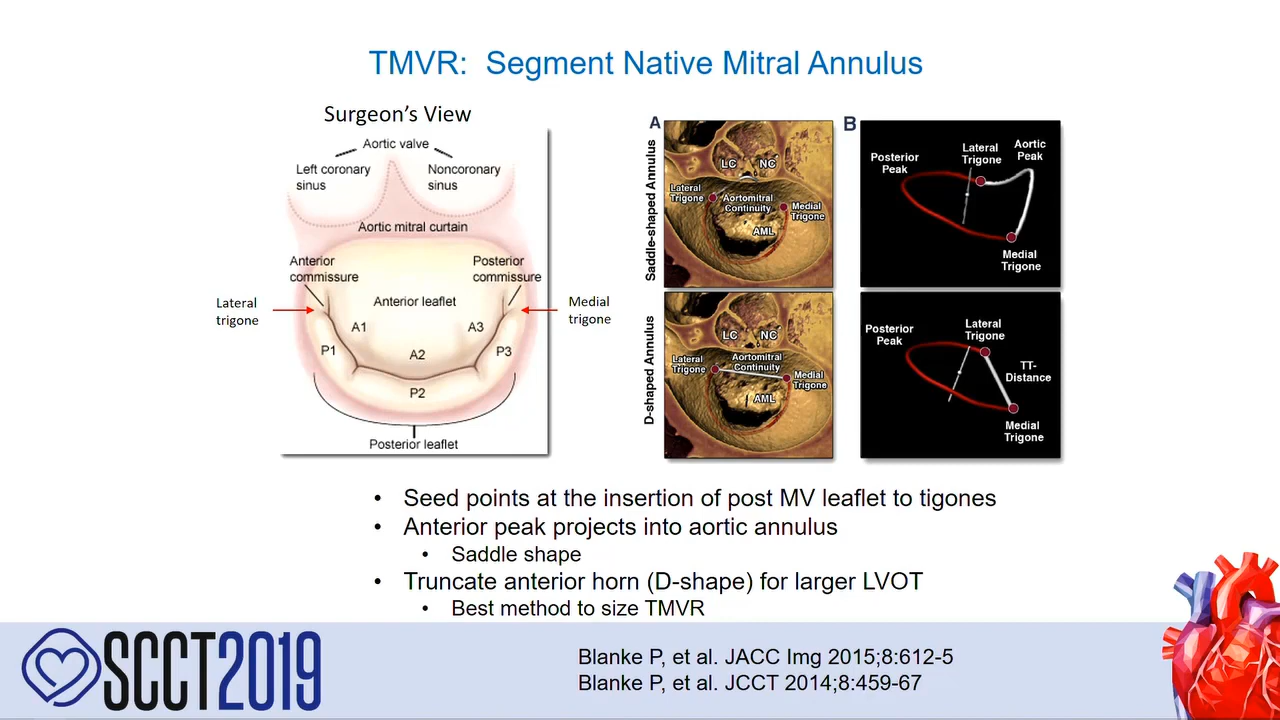 TMVR: Segment Native Mitral Annulus
Surgeon's View
Aortic valve
Left coronary
sinus
Noncoronary
sinus
Aortic mitral curtain
Anterior
commissure
Posterior
commissure
Lateral
trigone
Anterior leaflet
Medial
trigone
A1
A3
P1
A2
P3
P2
Posterior leaflet
A
Saddle-shaped Annulus
LC
NC
Lateral
Trigone
Aortomitral
Continuity
Medial
Trigone
AML
D-shaped Annulus
LC
NC
Lateral
Trigone
Aortomitral
Continuity
Medial
Trigone
AML
B
Posterior
Peak
Lateral
Trigone
Aortic
Peak
Medial
Trigone
Posterior
Peak
Lateral
Trigone
TT-
Distance
Medial
Trigone
• Seed points at the insertion of post MV leaflet to tigones
• Anterior peak projects into aortic annulus
• Saddle shape
• Truncate anterior horn (D-shape) for larger LVOT
• Best method to size TMVR
SCCT2019
Blanke P, et al. JACC Img 2015;8:612-5
Blanke P, et al. JCCT 2014;8:459-67